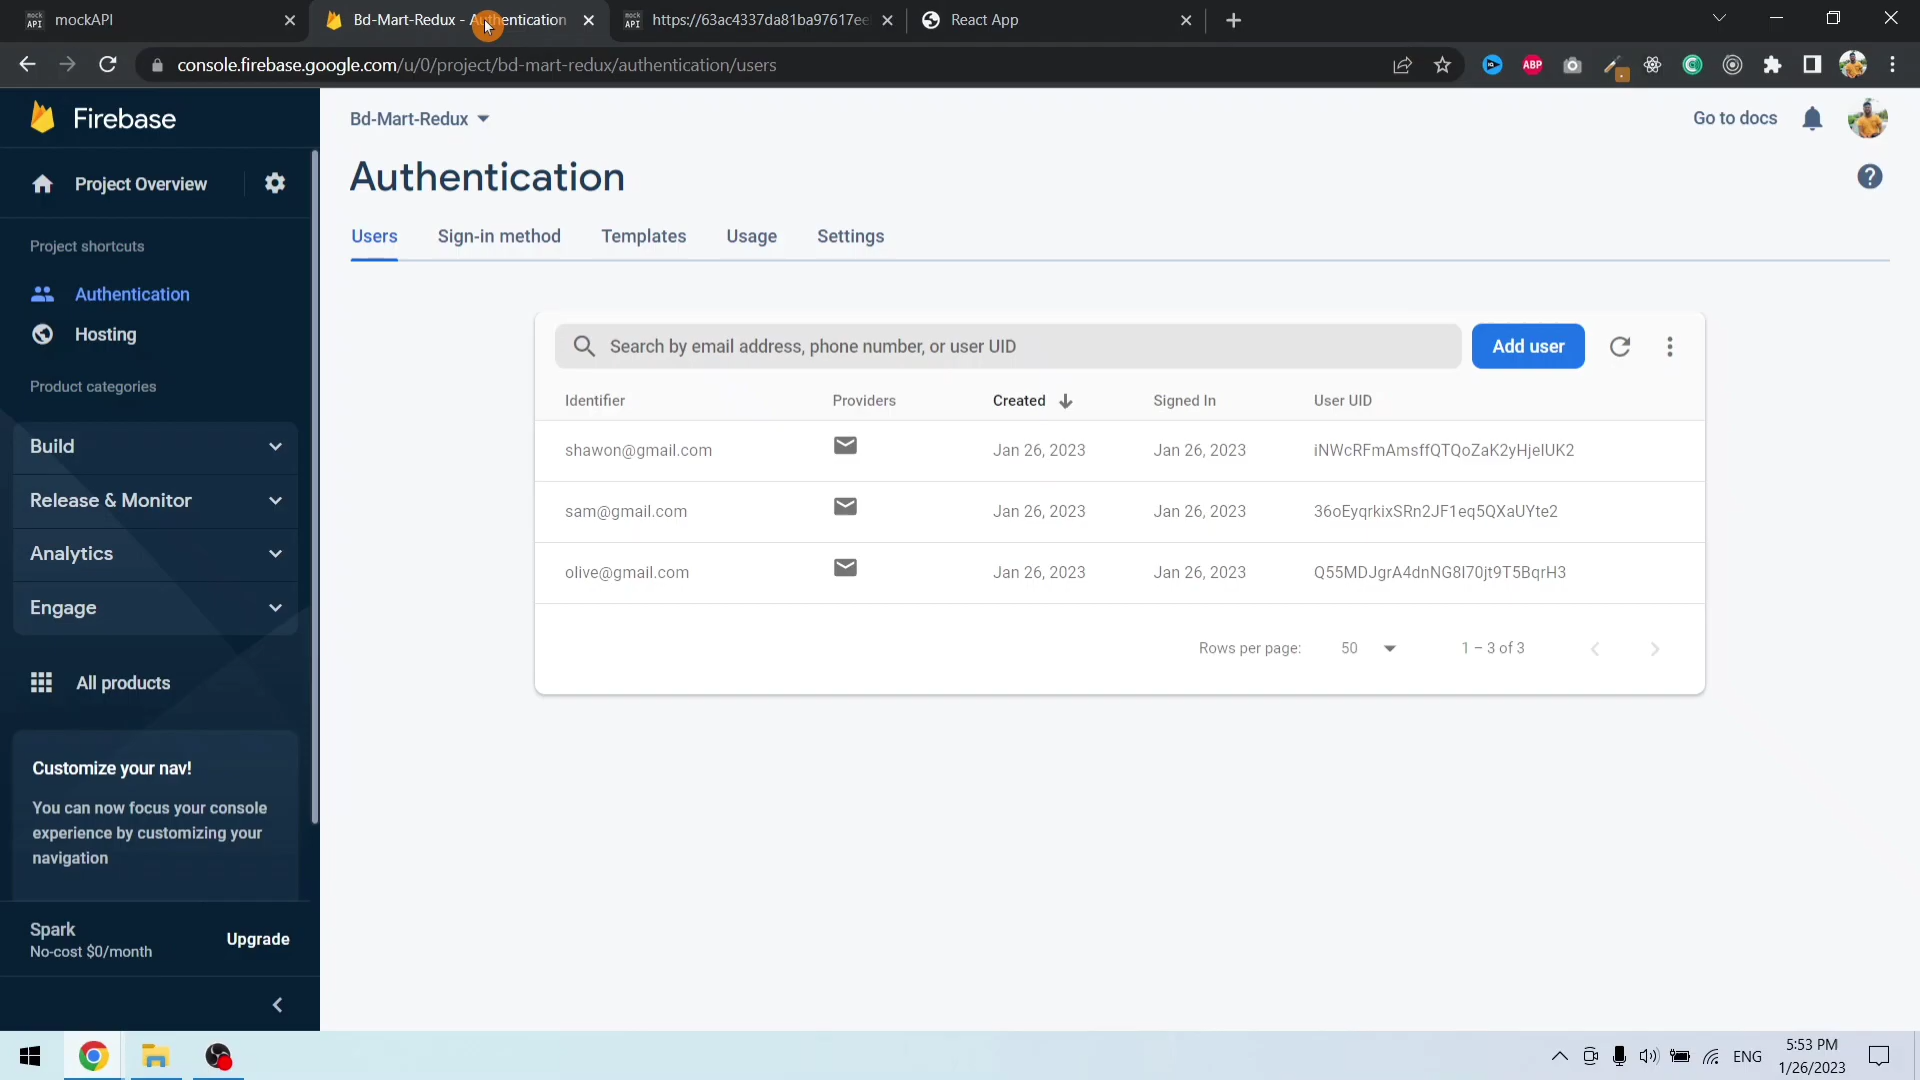 mock API mockAPI
Bd-Mart-Redux - Authentication
mock API https://63ac4337da81ba97617ee
React App
console.firebase.google.com/u/0/project/bd-mart-redux/authentication/users
ABP
Firebase
Bd-Mart-Redux
Go to docs
Project Overview
Authentication
Users Sign-in method Templates Usage Settings
Project shortcuts
Authentication
Hosting
Product categories
Build
Release & Monitor
Analytics
Engage
All products
Customize your nav!
You can now focus your console
experience by customizing your
navigation
Spark
No-cost $0/month
Upgrade
Search by email address, phone number, or user UID
Add user
Identifier Providers Created Signed In User UID
shawon@gmail.com Jan 26, 2023 Jan 26, 2023 iNWcRFmAmsffQTQoZaK2yHjelUK2
sam@gmail.com Jan 26, 2023 Jan 26, 2023 36oEyqrkixSRn2JF1eq5QXaUYte2
olive@gmail.com Jan 26, 2023 Jan 26, 2023 Q55MDJgrA4dnNG8I70jt9T5BqrH3
Rows per page: 50 1 – 3 of 3
ENG
5:53 PM
1/26/2023